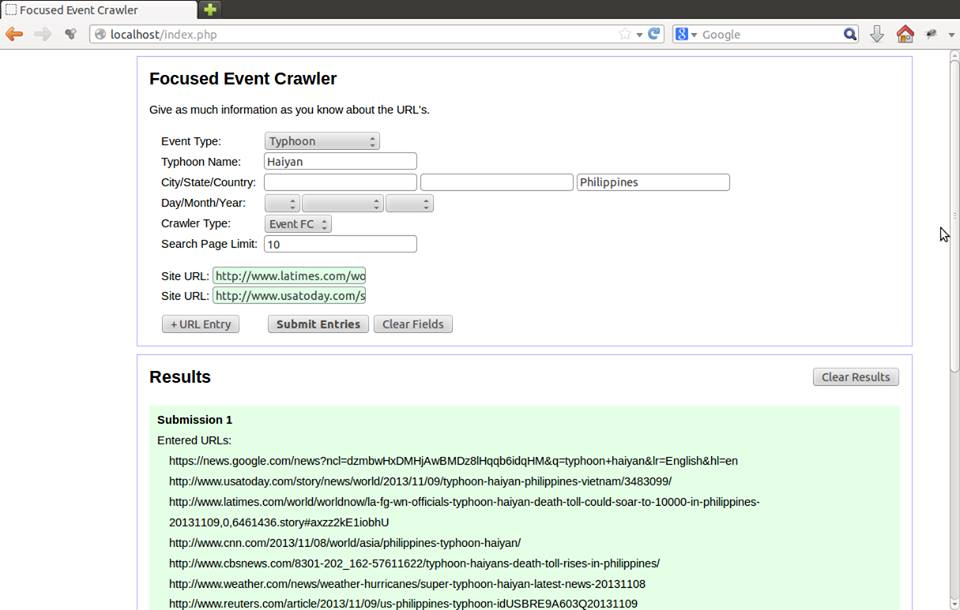 Focused Event Crawler
localhost/index.php
Google
Focused Event Crawler
Give as much information as you know about the URL's.
Event Type: Typhoon
Typhoon Name: Haiyan
City/State/Country: Philippines
Day/Month/Year:
Crawler Type: Event FC
Search Page Limit: 10
Site URL: http://www.latimes.com/wo
Site URL: http://www.usatoday.com/s
+ URL Entry Submit Entries Clear Fields
Results Clear Results
Submission 1
Entered URLs:
https://news.google.com/news?ncl=dzmbwHxDMHjAwBMDz8lHqqb6idqHM&q=typhoon+haiyan&lr=English&hl=en
http://www.usatoday.com/story/news/world/2013/11/09/typhoon-haiyan-philippines-vietnam/3483099/
http://www.latimes.com/world/worldnow/la-fg-wn-officials-typhoon-haiyan-death-toll-could-soar-to-10000-in-philippines-
20131109,0,6461436.story#axzz2kE1iobhU
http://www.cnn.com/2013/11/08/world/asia/philippines-typhoon-haiyan/
http://www.cbsnews.com/8301-202_162-57611622/typhoon-haiyans-death-toll-rises-in-philippines/
http://www.weather.com/news/weather-hurricanes/super-typhoon-haiyan-latest-news-20131108
http://www.reuters.com/article/2013/11/09/us-philippines-typhoon-idUSBRE9A603Q20131109